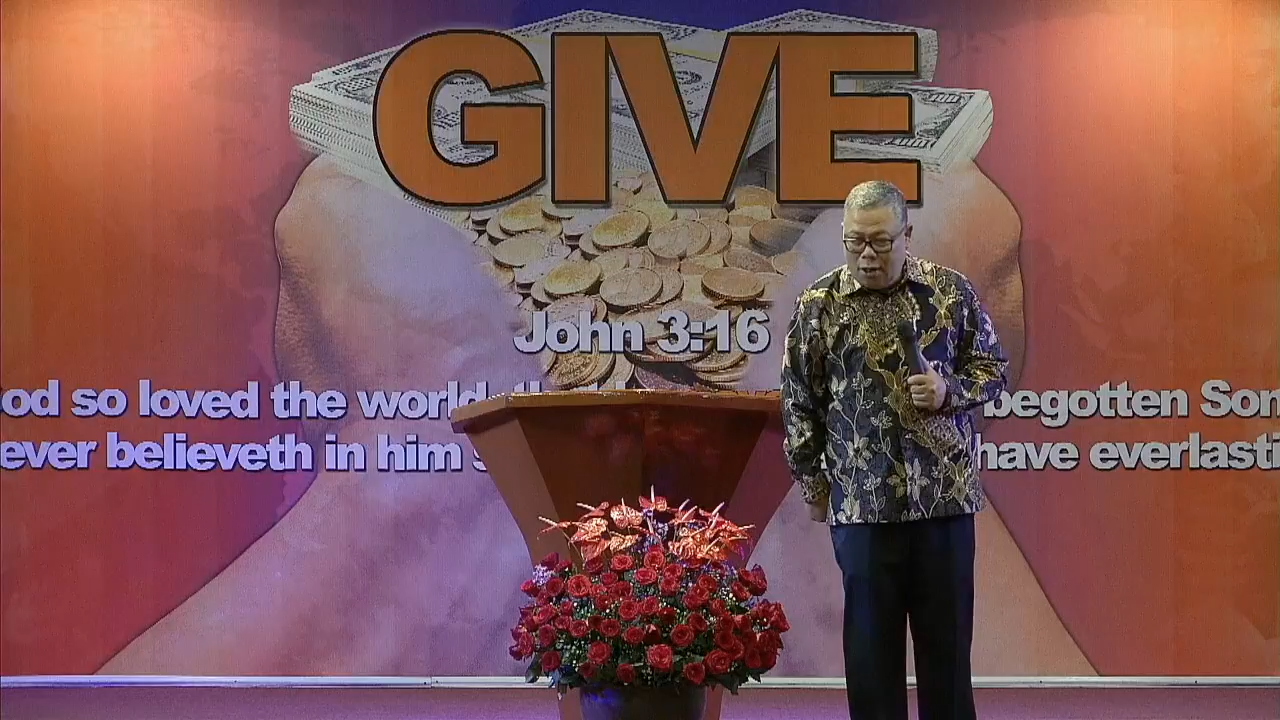 GIVE
John 3:16
od so loved the world begotten Son
ever believeth in him have everlasti